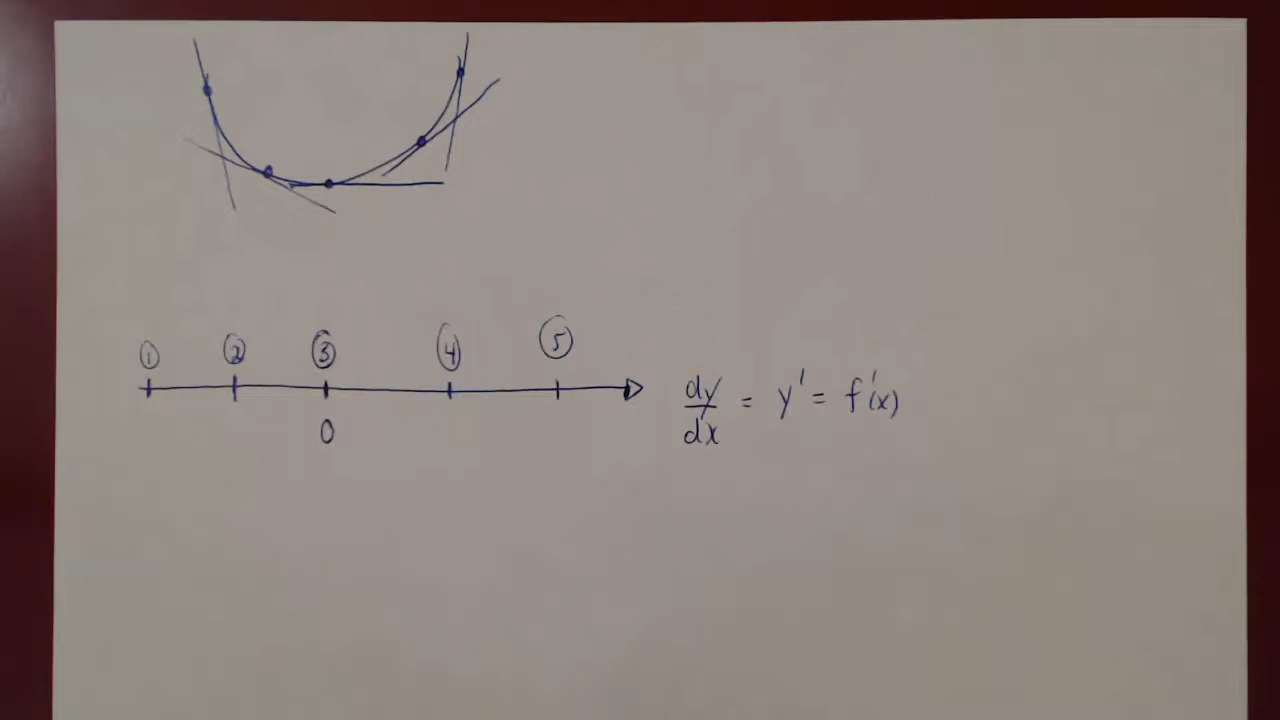 ① ② ③ ④ ⑤
0
dy/dx = y' = f'(x)